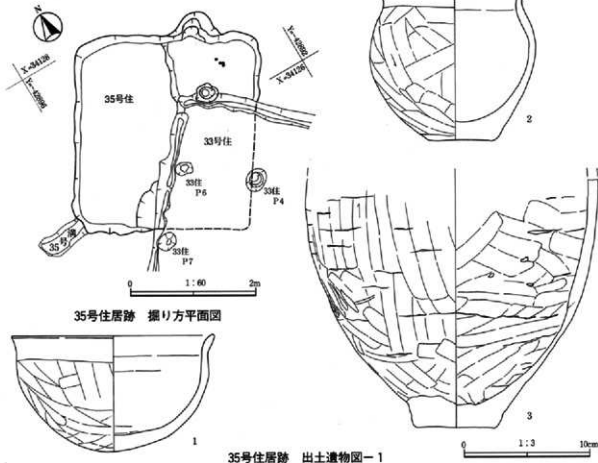 N
X=34128
Y=-42896
Y=-42892
X=34126
35号住
33号住
33住
P6
33住
P4
33住
P7
35号溝
0 1:60 2m
35号住居跡 掘り方平面図
1
2
3
35号住居跡 出土遺物図-1
0 1:3 10cm